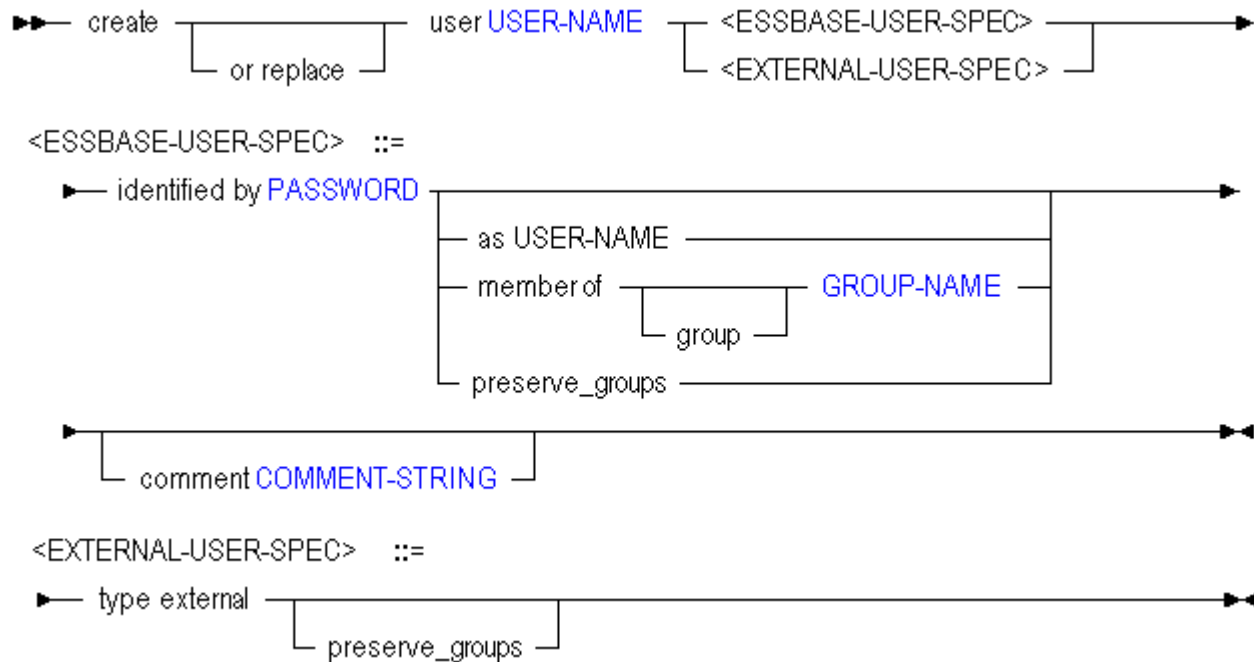 create user USER-NAME <ESSBASE-USER-SPEC>
or replace <EXTERNAL-USER-SPEC>
<ESSBASE-USER-SPEC> ::=
identified by PASSWORD
as USER-NAME
member of GROUP-NAME
group
preserve_groups
comment COMMENT-STRING
<EXTERNAL-USER-SPEC> ::=
type external
preserve_groups